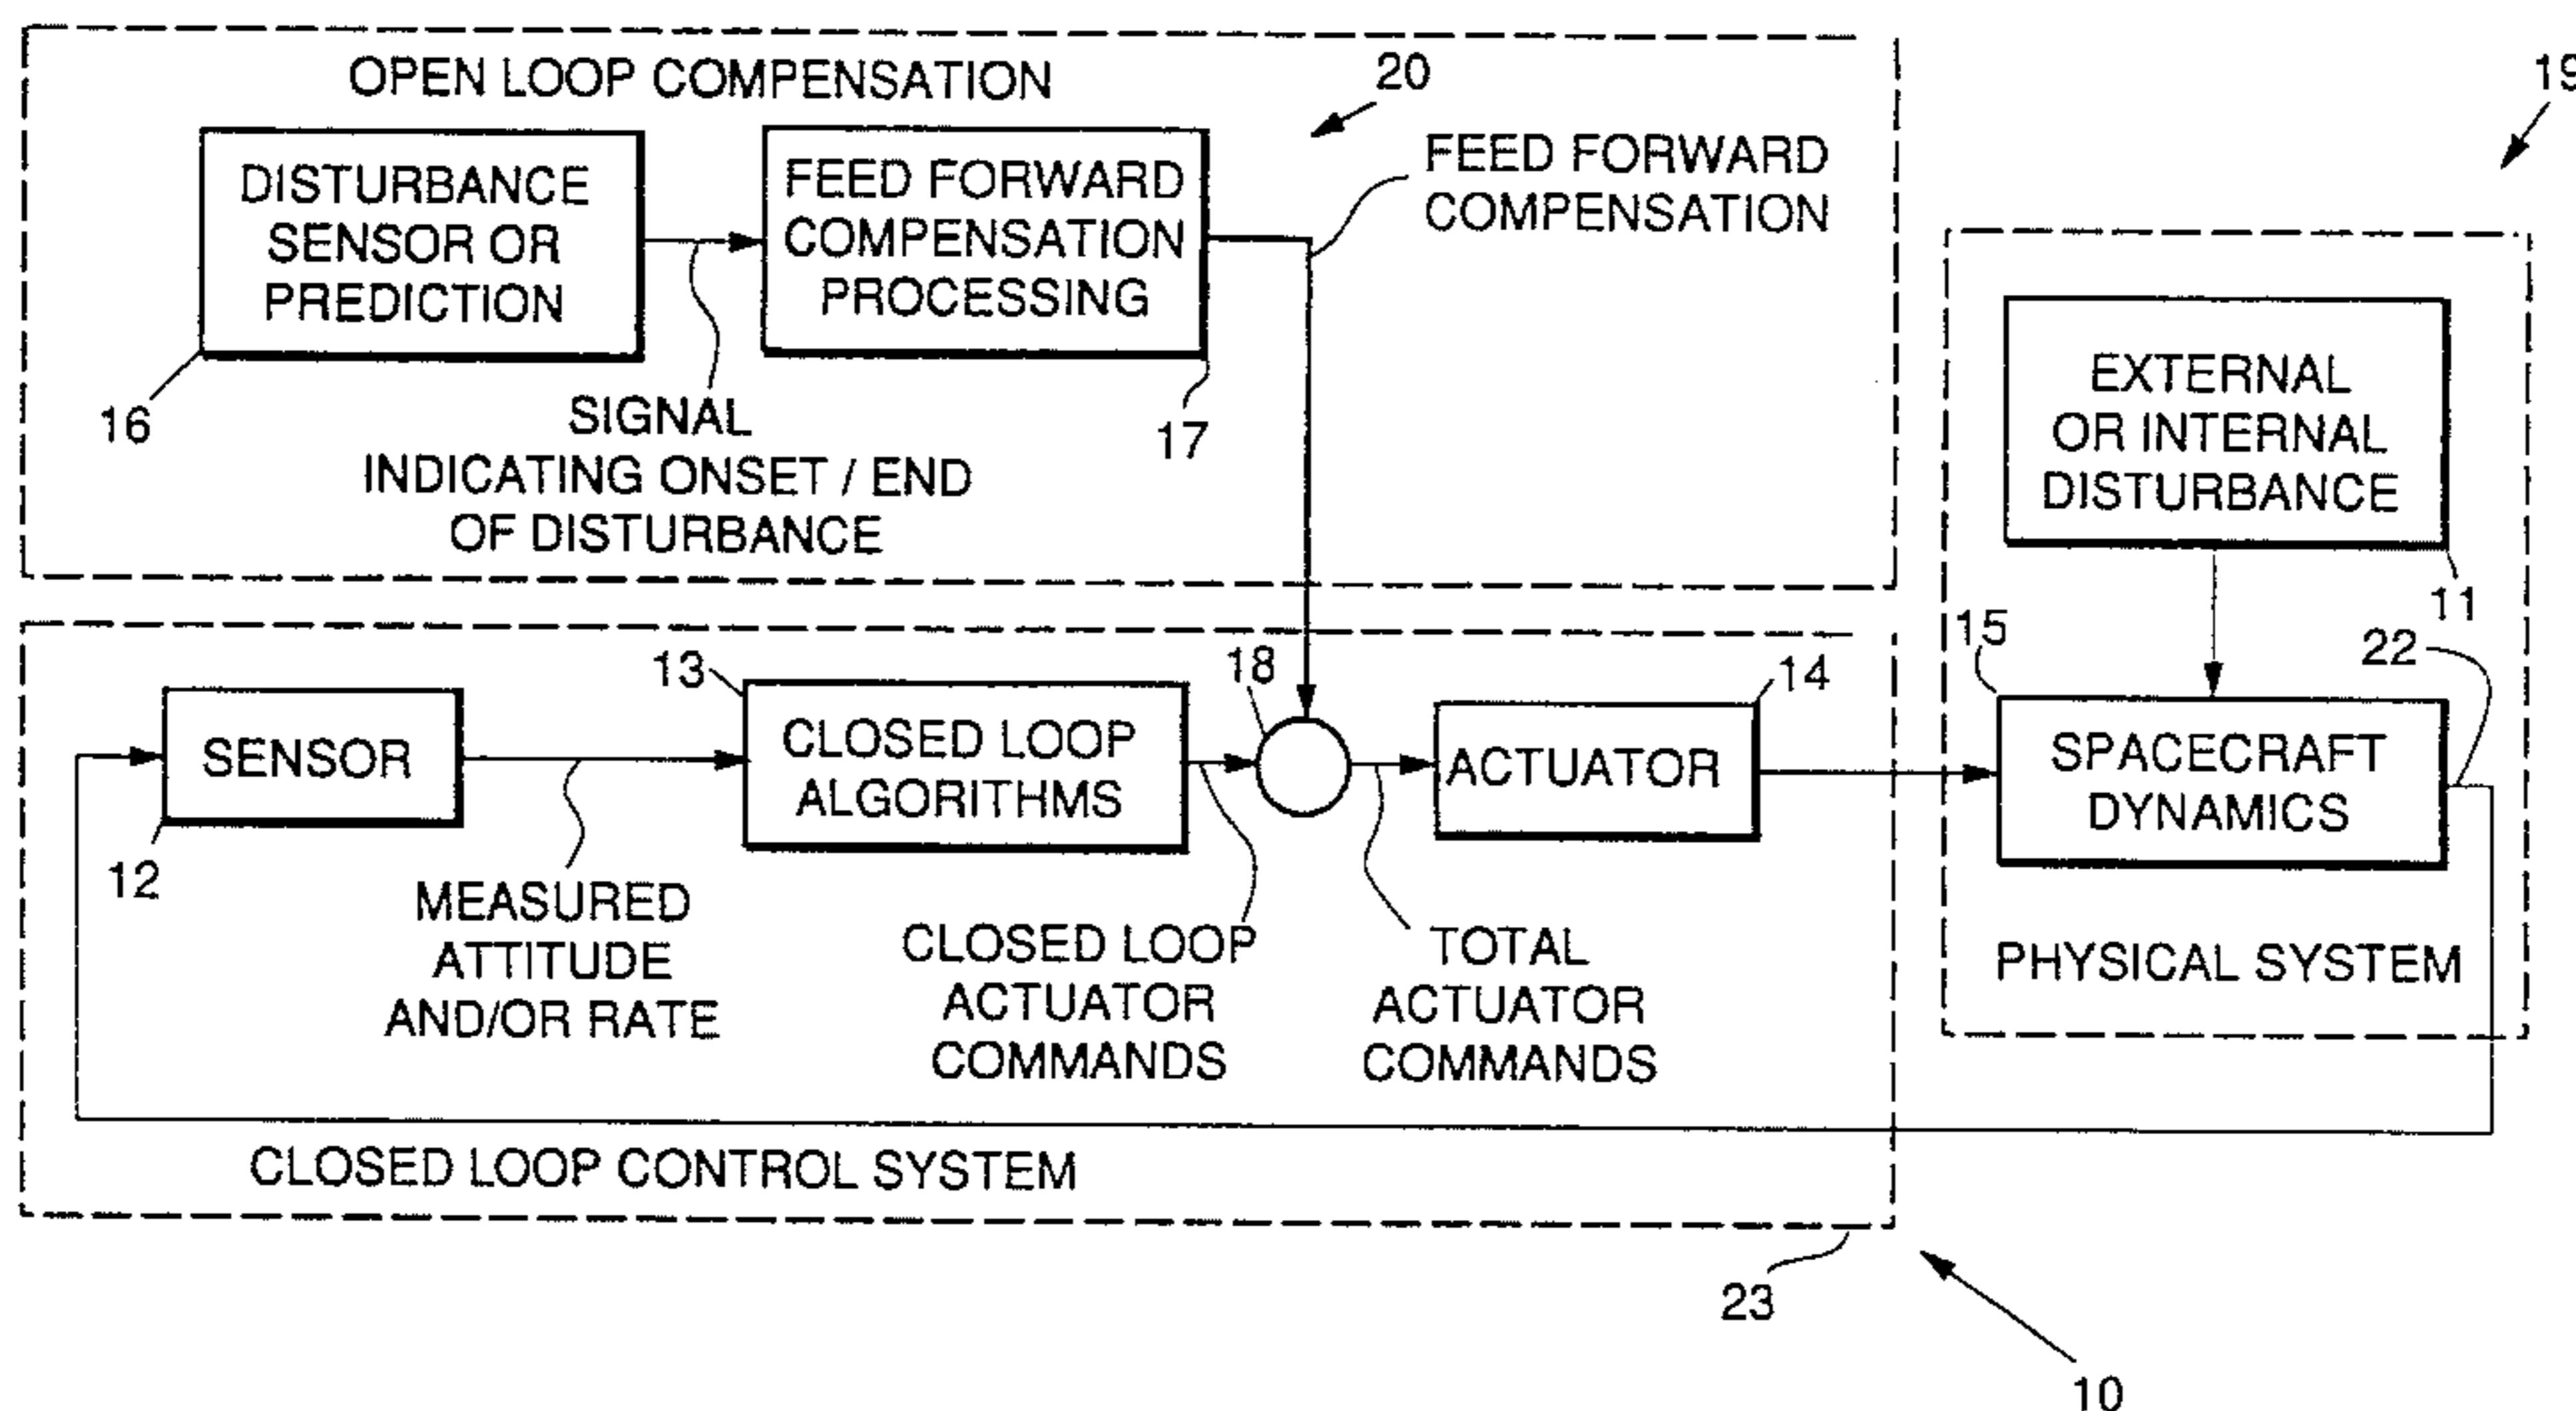 OPEN LOOP COMPENSATION
20
19
DISTURBANCE
SENSOR OR
PREDICTION
16
FEED FORWARD
COMPENSATION
PROCESSING
17
FEED FORWARD
COMPENSATION
SIGNAL
INDICATING ONSET / END
OF DISTURBANCE
EXTERNAL
OR INTERNAL
DISTURBANCE
11
SENSOR
12
13
CLOSED LOOP
ALGORITHMS
18
14
ACTUATOR
15
22
SPACECRAFT
DYNAMICS
PHYSICAL SYSTEM
MEASURED
ATTITUDE
AND/OR RATE
CLOSED LOOP
ACTUATOR
COMMANDS
TOTAL
ACTUATOR
COMMANDS
CLOSED LOOP CONTROL SYSTEM
23
10